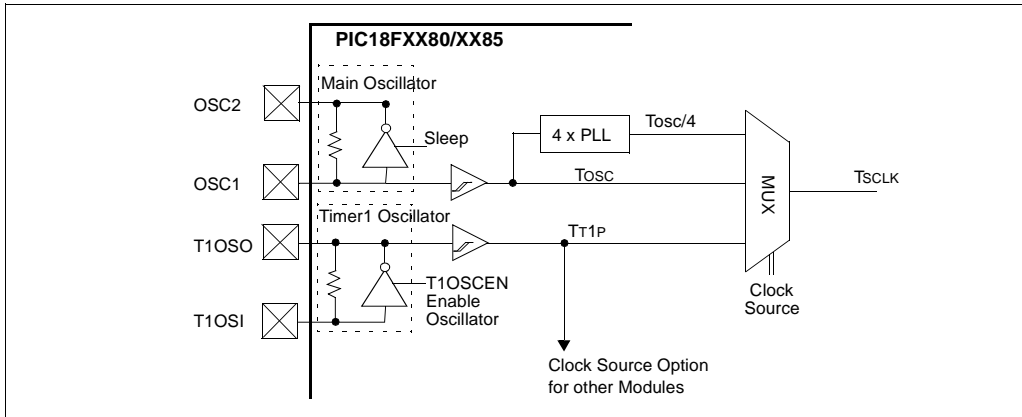 PIC18FXX80/XX85
Main Oscillator
OSC2
Sleep
OSC1
4 x PLL
TOSC/4
TOSC
MUX
TSCLK
Timer1 Oscillator
T1OSO
TT1P
T1OSCEN
Enable
Oscillator
T1OSI
Clock
Source
Clock Source Option
for other Modules